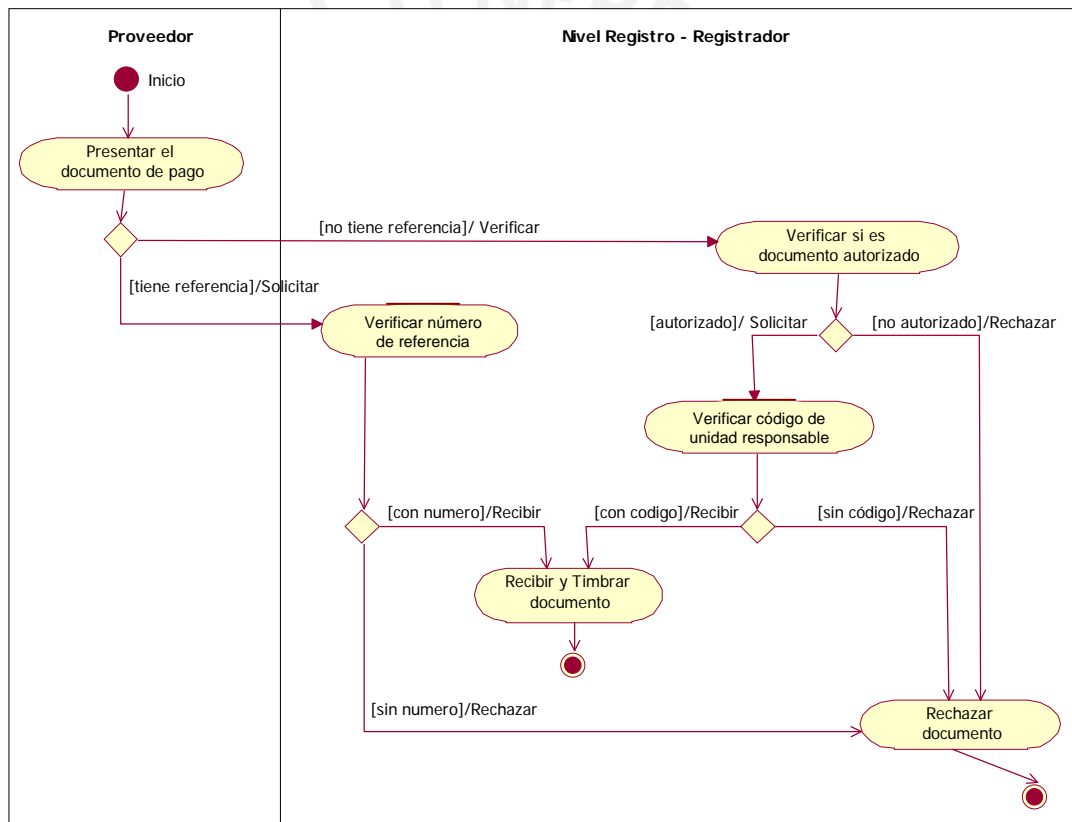 Proveedor
Nivel Registro - Registrador
Inicio
Presentar el
documento de pago
[no tiene referencia]/ Verificar
Verificar si es
documento autorizado
[tiene referencia]/Solicitar
Verificar número
de referencia
[autorizado]/ Solicitar
[no autorizado]/Rechazar
Verificar código de
unidad responsable
[con numero]/Recibir
[con codigo]/Recibir
[sin código]/Rechazar
Recibir y Timbrar
documento
[sin numero]/Rechazar
Rechazar
documento